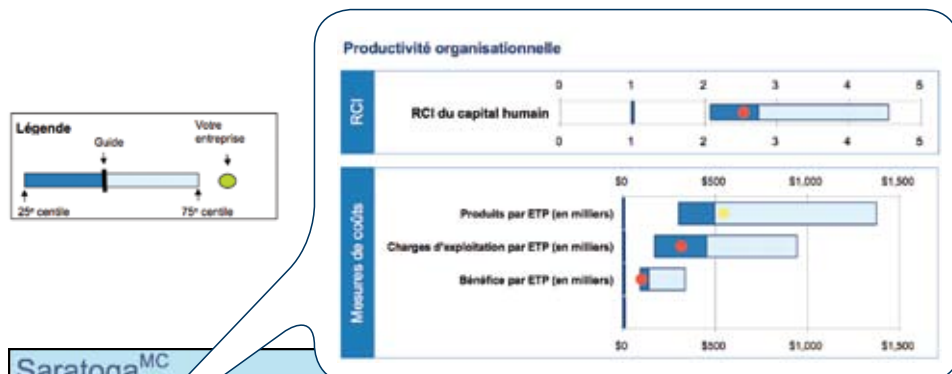 Productivité organisationnelle
RCI
0 1 2 3 4 5
RCI du capital humain
0 1 2 3 4 5
Légende
Guide
Votre entreprise
25e centile
75e centile
Mesures de coûts
$0 $500 $1,000 $1,500
Produits par ETP (en milliers)
Charges d'exploitation par ETP (en milliers)
Bénéfice par ETP (en milliers)
$0 $500 $1,000 $1,500
Saratoga MC